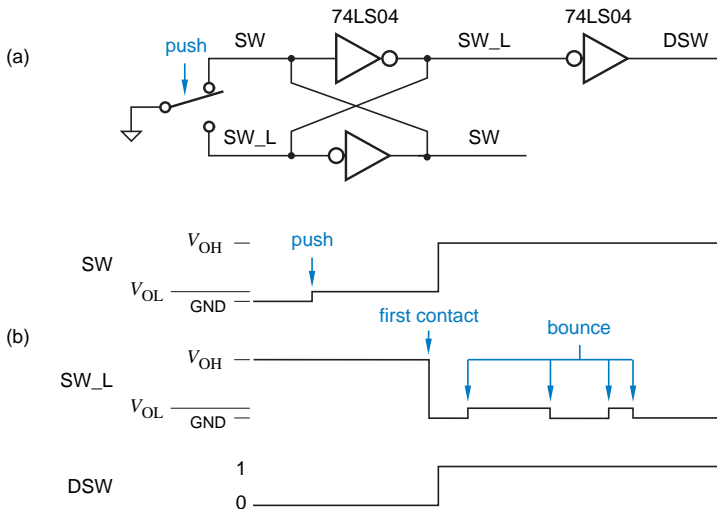 74LS04 74LS04
(a) SW SW_L DSW
push
SW_L SW
V_OH
push
SW
V_OL
GND
first contact bounce
(b)
V_OH
SW_L
V_OL
GND
1
DSW
0